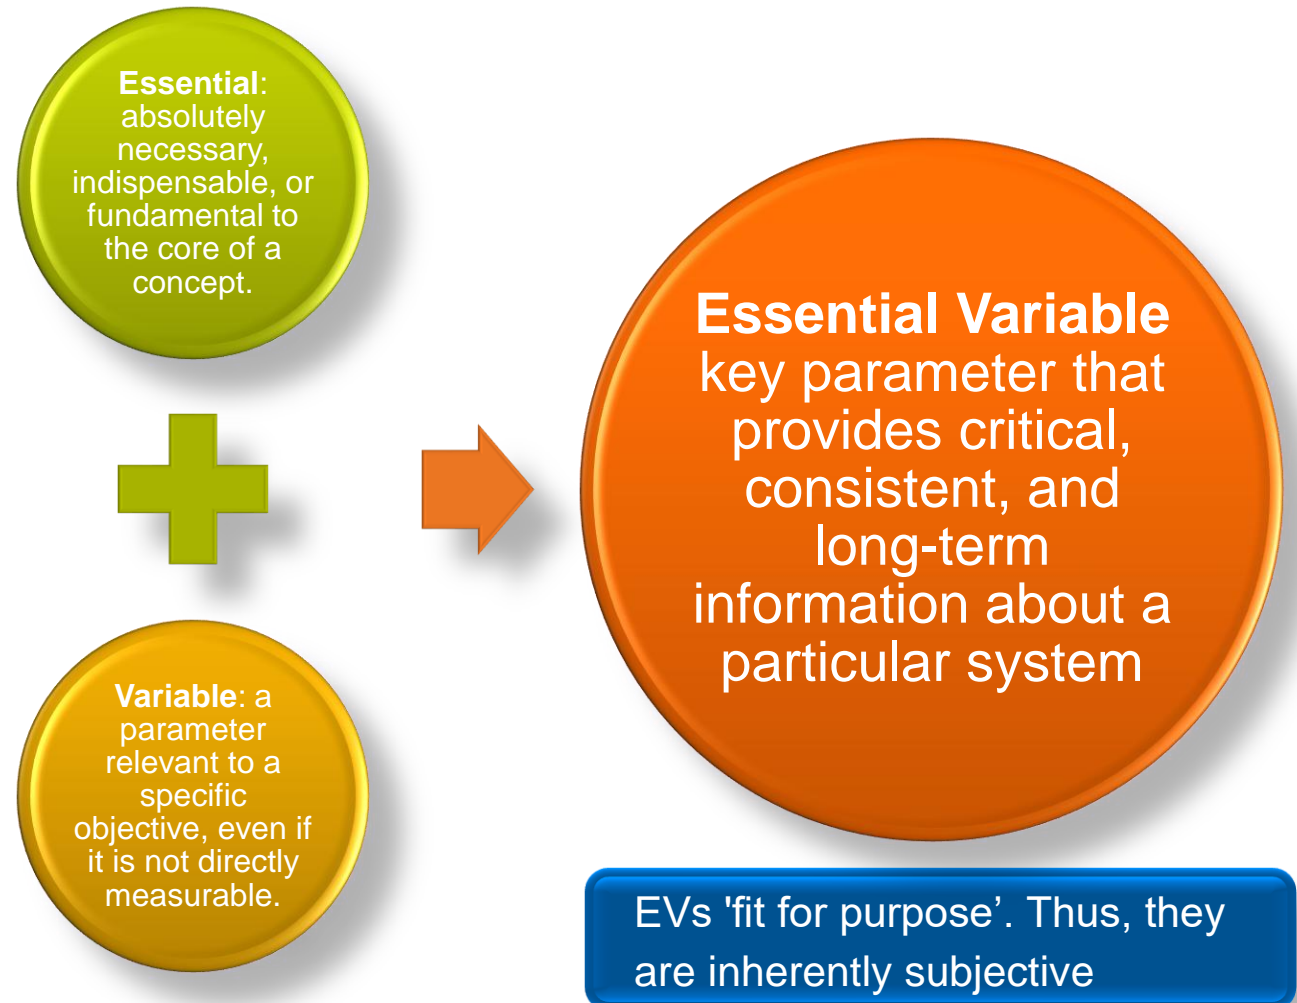 Essential:
absolutely
necessary,
indispensable, or
fundamental to
the core of a
concept.
Variable: a
parameter
relevant to a
specific
objective, even if
it is not directly
measurable.
Essential Variable
key parameter that
provides critical,
consistent, and
long-term
information about a
particular system
EVs 'fit for purpose’. Thus, they
are inherently subjective